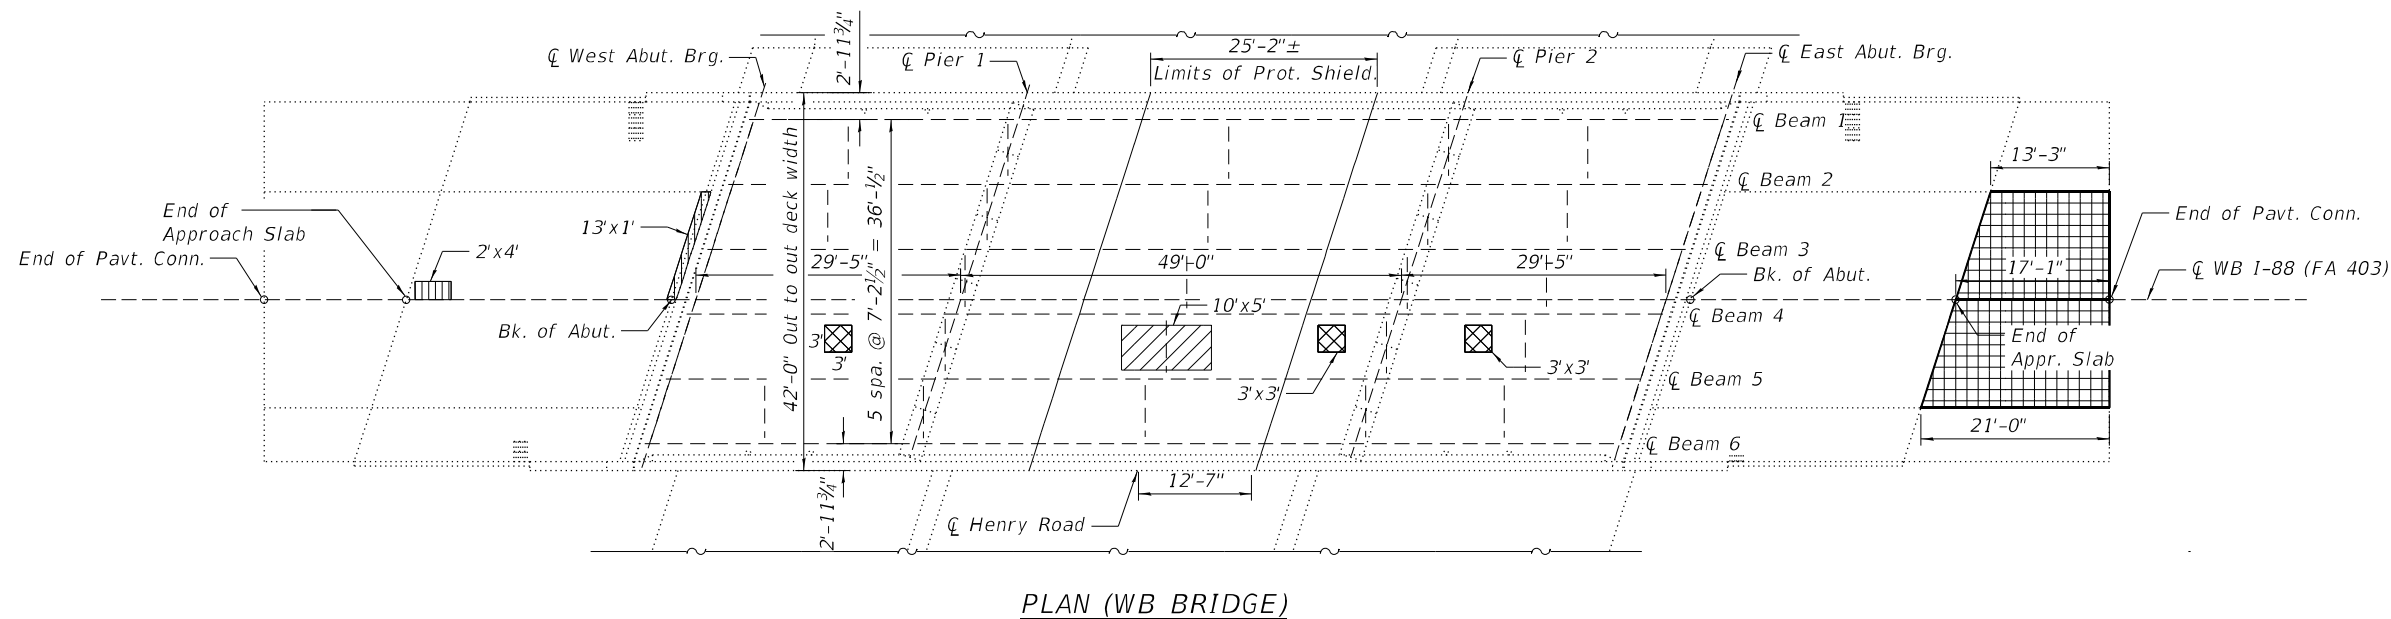 25'-2"±
Limits of Prot. Shield.
2'-11¾"
℄ West Abut. Brg.
℄ Pier 1
℄ Pier 2
℄ East Abut. Brg.
℄ Beam 1
℄ Beam 2
℄ Beam 3
℄ Beam 4
℄ Beam 5
℄ Beam 6
13'-3"
End of
Approach Slab
End of Pavt. Conn.
2'x4'
13'x1'
Bk. of Abut.
29'-5"
49'-0"
29'-5"
Bk. of Abut.
17'-1"
End of Pavt. Conn.
℄ WB I-88 (FA 403)
End of
Appr. Slab
21'-0"
42'-0" Out to out deck width
5 spa. @ 7'-2½" = 36'-½"
3'
3'
10'x5'
3'x3'
3'x3'
12'-7"
2'-11¾"
℄ Henry Road
PLAN (WB BRIDGE)